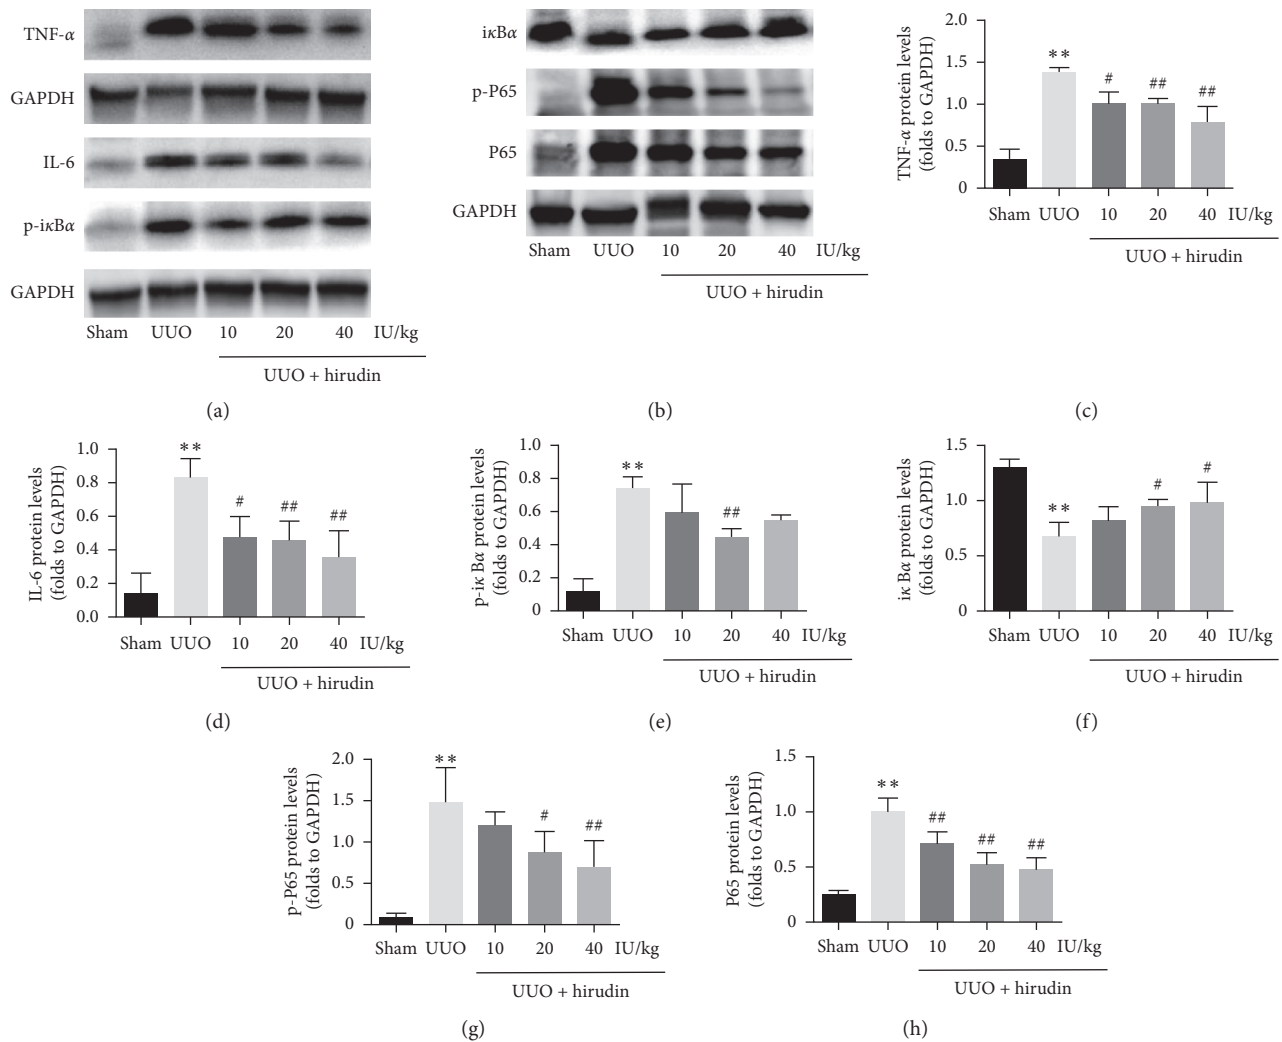 TNF-α
GAPDH
IL-6
p-iκBα
GAPDH
Sham UUO 10 20 40 IU/kg
UUO + hirudin
(a)
iκBα
p-P65
P65
GAPDH
Sham UUO 10 20 40 IU/kg
UUO + hirudin
(b)
TNF-α protein levels
(folds to GAPDH)
2.0
1.5
1.0
0.5
0
**
#
##
##
Sham UUO 10 20 40 IU/kg
UUO + hirudin
(c)
IL-6 protein levels
(folds to GAPDH)
1.0
0.8
0.6
0.4
0.2
0.0
**
#
##
##
Sham UUO 10 20 40 IU/kg
UUO + hirudin
(d)
p-iκ Bα protein levels
(folds to GAPDH)
1.0
0.8
0.6
0.4
0.2
0
**
##
Sham UUO 10 20 40 IU/kg
UUO + hirudin
(e)
iκ Bα protein levels
(folds to GAPDH)
1.5
1.0
0.5
0
**
#
#
Sham UUO 10 20 40 IU/kg
UUO + hirudin
(f)
p-P65 protein levels
(folds to GAPDH)
2.0
1.5
1.0
0.5
0
**
#
##
Sham UUO 10 20 40 IU/kg
UUO + hirudin
(g)
P65 protein levels
(folds to GAPDH)
1.5
1.0
0.5
0
**
##
##
##
Sham UUO 10 20 40 IU/kg
UUO + hirudin
(h)